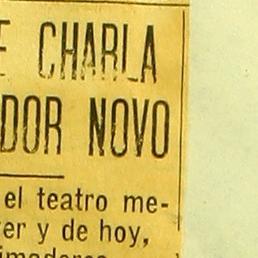 E CHARLA
DOR NOVO
el teatro me-
er y de hoy,